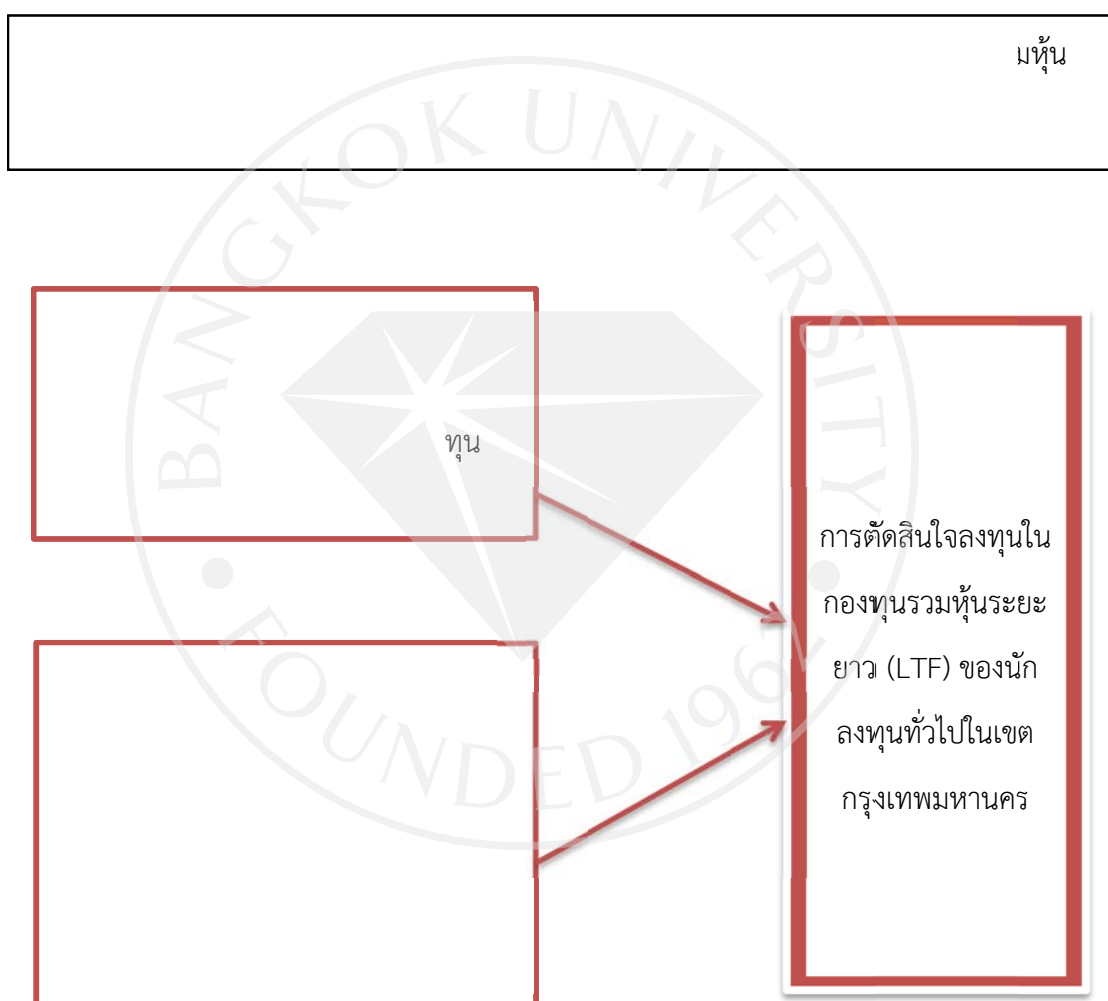 มหุ้น
ทุน
การตัดสินใจลงทุนใน
กองทุนรวมหุ้นระยะ
ยาว (LTF) ของนัก
ลงทุนทั่วไปในเขต
กรุงเทพมหานคร
BANGKOK UNIVERSITY
FOUNDED 1962